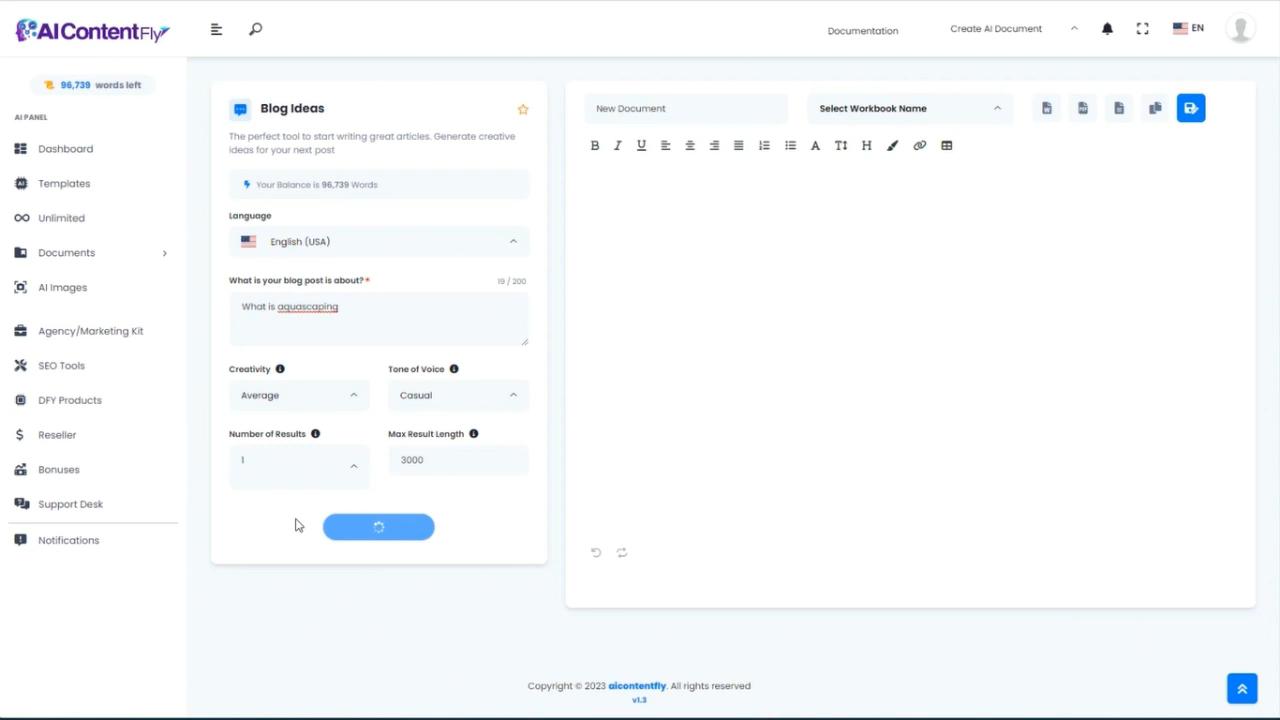 AI ContentFly
Documentation
Create AI Document
EN
96,739 words left
AI PANEL
Dashboard
Templates
Unlimited
Documents
AI Images
Agency/Marketing Kit
SEO Tools
DFY Products
Reseller
Bonuses
Support Desk
Notifications
Blog Ideas
The perfect tool to start writing great articles. Generate creative
ideas for your next post
Your Balance is 96,739 Words
Language
English (USA)
What is your blog post is about?*
19 / 200
What is aquascaping
Creativity
Tone of Voice
Average
Casual
Number of Results
Max Result Length
1
3000
New Document
Select Workbook Name
B I U A T H
Copyright © 2023 aicontentfly. All rights reserved
v1.3